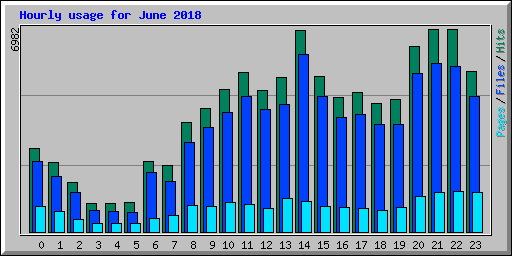 Hourly usage for June 2018
6982
Pages/Files/Hits
0 1 2 3 4 5 6 7 8 9 10 11 12 13 14 15 16 17 18 19 20 21 22 23